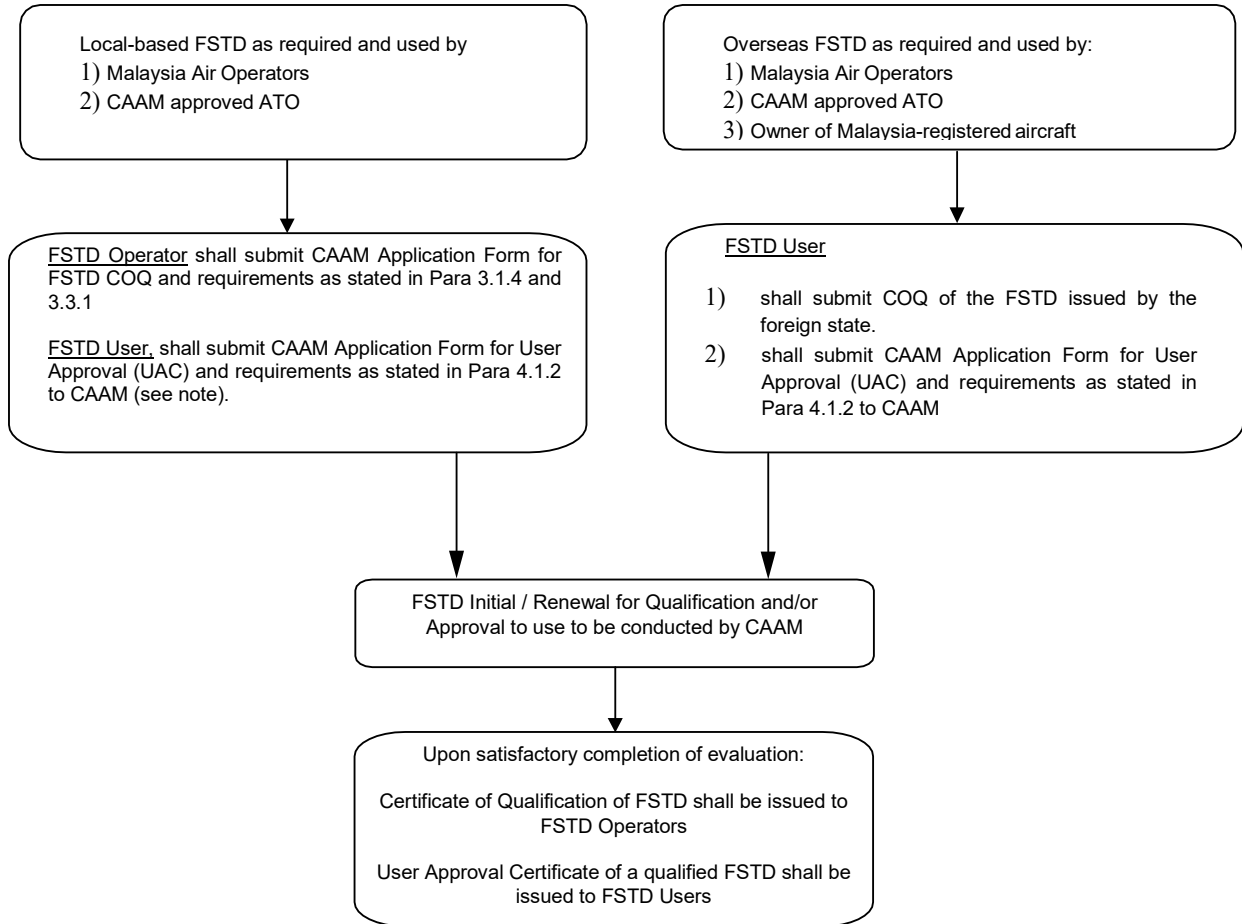 Local-based FSTD as required and used by
1) Malaysia Air Operators
2) CAAM approved ATO
Overseas FSTD as required and used by:
1) Malaysia Air Operators
2) CAAM approved ATO
3) Owner of Malaysia-registered aircraft
FSTD Operator shall submit CAAM Application Form for
FSTD COQ and requirements as stated in Para 3.1.4 and
3.3.1
FSTD User, shall submit CAAM Application Form for User
Approval (UAC) and requirements as stated in Para 4.1.2
to CAAM (see note).
FSTD User
1) shall submit COQ of the FSTD issued by the
foreign state.
2) shall submit CAAM Application Form for User
Approval (UAC) and requirements as stated in
Para 4.1.2 to CAAM
FSTD Initial / Renewal for Qualification and/or
Approval to use to be conducted by CAAM
Upon satisfactory completion of evaluation:
Certificate of Qualification of FSTD shall be issued to
FSTD Operators
User Approval Certificate of a qualified FSTD shall be
issued to FSTD Users